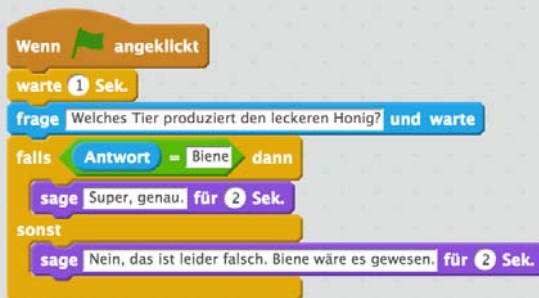 Wenn angeklickt
warte 1 Sek.
frage Welches Tier produziert den leckeren Honig? und warte
falls Antwort = Biene dann
sage Super, genau. für 2 Sek.
sonst
sage Nein, das ist leider falsch. Biene wäre es gewesen. für 2 Sek.